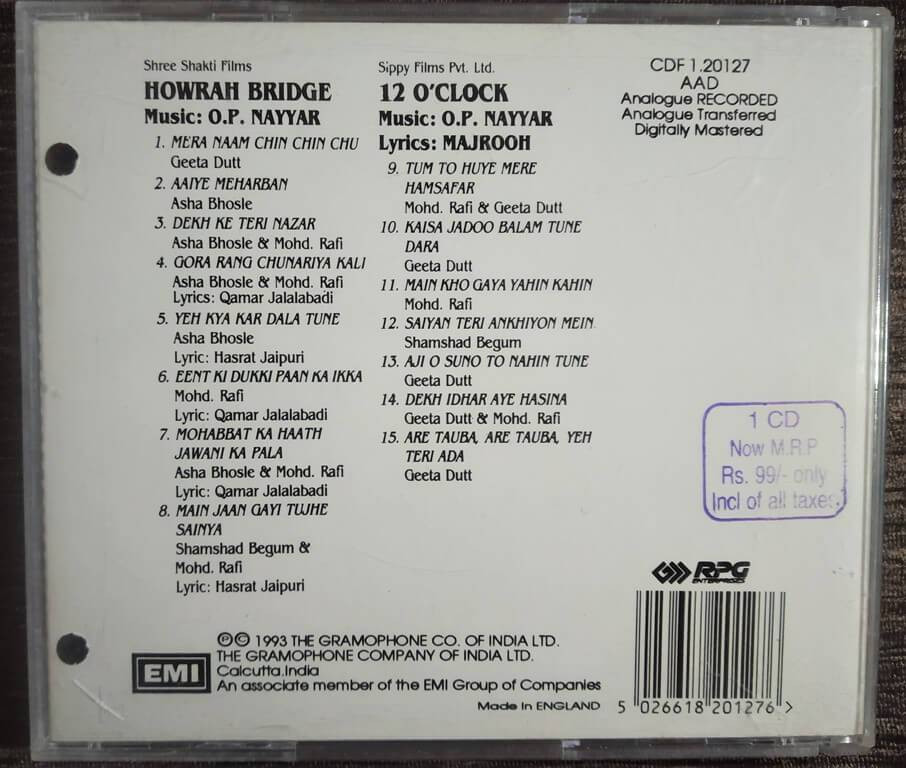 Shree Shakti Films
HOWRAH BRIDGE
Music: O.P. NAYYAR
1. MERA NAAM CHIN CHIN CHU
Geeta Dutt
2. AAIYE MEHARBAN
Asha Bhosle
3. DEKH KE TERI NAZAR
Asha Bhosle & Mohd. Rafi
4. GORA RANG CHUNARIYA KALI
Asha Bhosle & Mohd. Rafi
Lyrics: Qamar Jalalabadi
5. YEH KYA KAR DALA TUNE
Asha Bhosle
Lyric: Hasrat Jaipuri
6. EENT KI DUKKI PAAN KA IKKA
Mohd. Rafi
Lyric: Qamar Jalalabadi
7. MOHABBAT KA HAATH
JAWANI KA PALA
Asha Bhosle & Mohd. Rafi
Lyric: Qamar Jalalabadi
8. MAIN JAAN GAYI TUJHE
SAINYA
Shamshad Begum &
Mohd. Rafi
Lyric: Hasrat Jaipuri
Sippy Films Pvt. Ltd.
12 O'CLOCK
Music: O.P. NAYYAR
Lyrics: MAJROOH
9. TUM TO HUYE MERE
HAMSAFAR
Mohd. Rafi & Geeta Dutt
10. KAISA JADOO BALAM TUNE
DARA
Geeta Dutt
11. MAIN KHO GAYA YAHIN KAHIN
Mohd. Rafi
12. SAIYAN TERI ANKHIYON MEIN
Shamshad Begum
13. AJI O SUNO TO NAHIN TUNE
Geeta Dutt
14. DEKH IDHAR AYE HASINA
Geeta Dutt & Mohd. Rafi
15. ARE TAUBA, ARE TAUBA, YEH
TERI ADA
Geeta Dutt
CDF 1.20127
AAD
Analogue RECORDED
Analogue Transferred
Digitally Mastered
1 CD
Now M.R.P
Rs. 99/- only
Incl of all taxes.
RPG
ENTERPRISES
EMI
℗© 1993 THE GRAMOPHONE CO. OF INDIA LTD.
THE GRAMOPHONE COMPANY OF INDIA LTD.
Calcutta.India
An associate member of the EMI Group of Companies
Made in ENGLAND
5 026618 201276 >